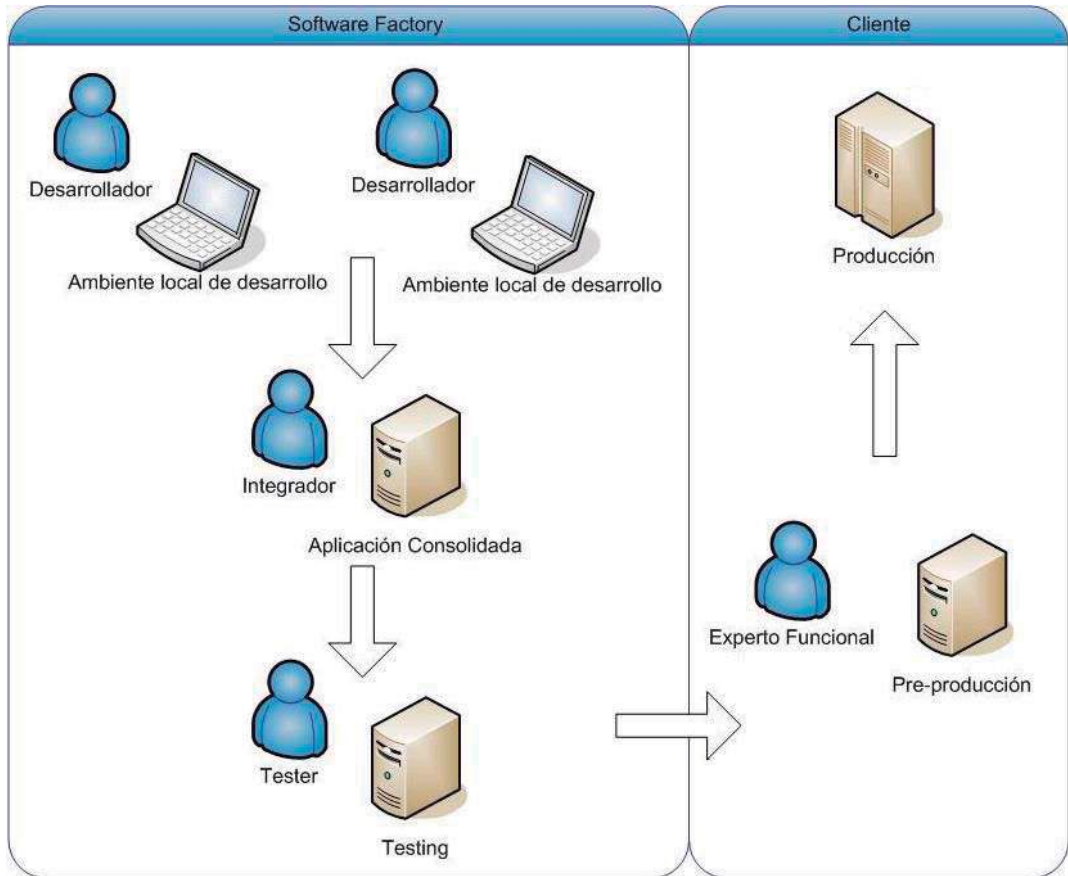 Software Factory
Cliente
Desarrollador
Desarrollador
Ambiente local de desarrollo
Ambiente local de desarrollo
Integrador
Aplicación Consolidada
Tester
Testing
Producción
Experto Funcional
Pre-producción